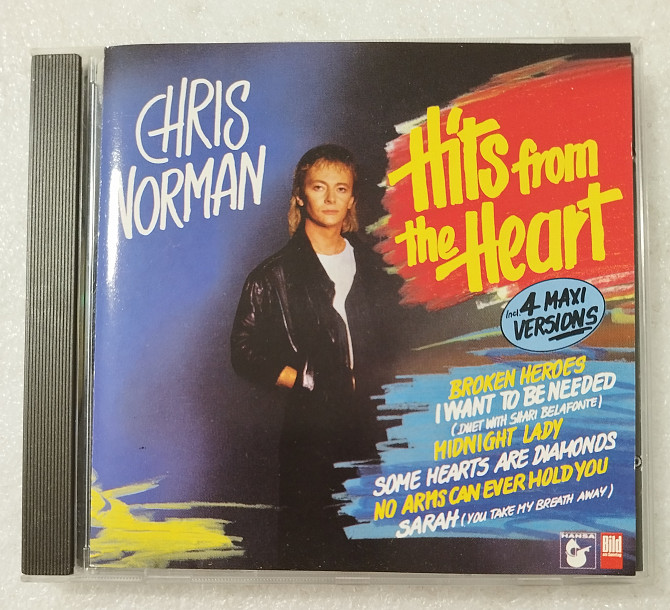 CHRIS
NORMAN
Hits from
the Heart
incl. 4 MAXI
VERSIONS
BROKEN HEROES
I WANT TO BE NEEDED
(DUET WITH SHARI BELAFONTE)
MIDNIGHT LADY
SOME HEARTS ARE DIAMONDS
NO ARMS CAN EVER HOLD YOU
SARAH (YOU TAKE MY BREATH AWAY)
HANSA
Bild
am Sonntag